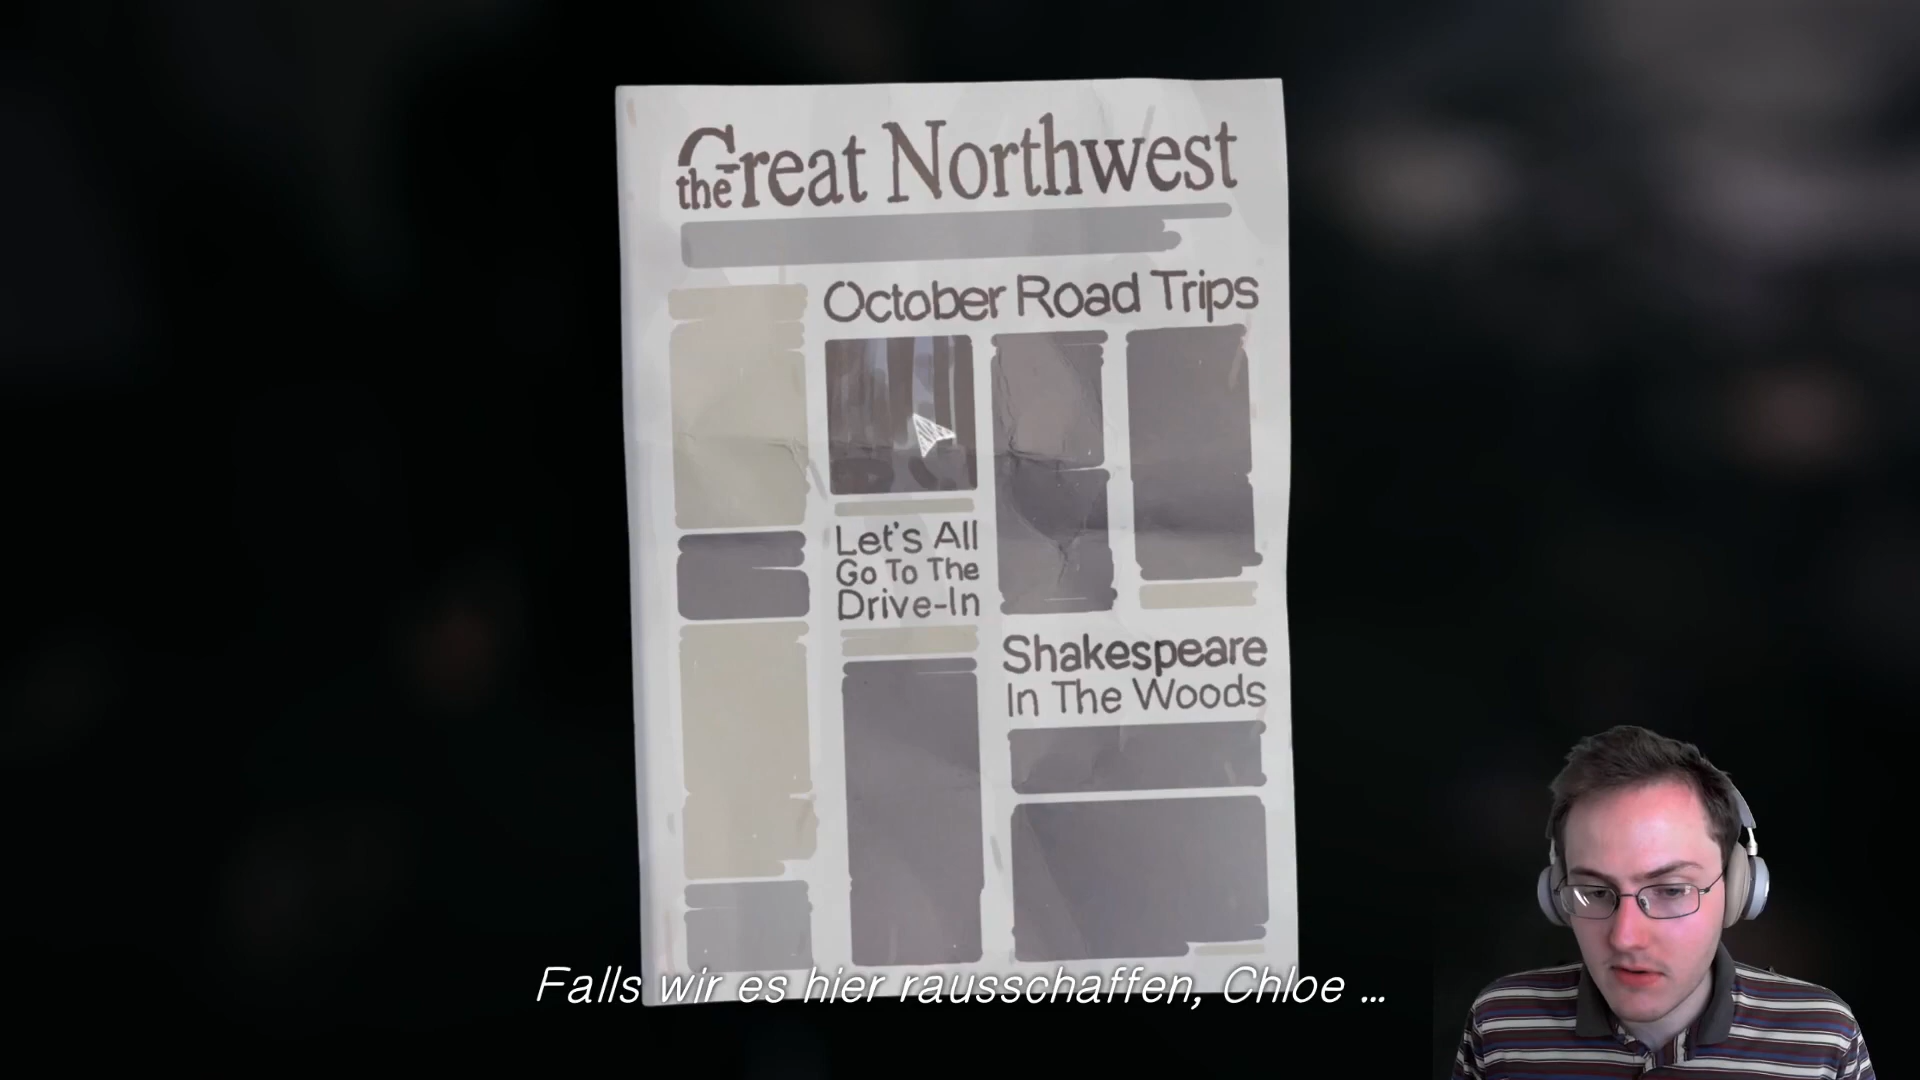 the Great Northwest
October Road Trips
Let's All
Go To The
Drive-In
Shakespeare
In The Woods
Falls wir es hier rausschaffen, Chloe ...